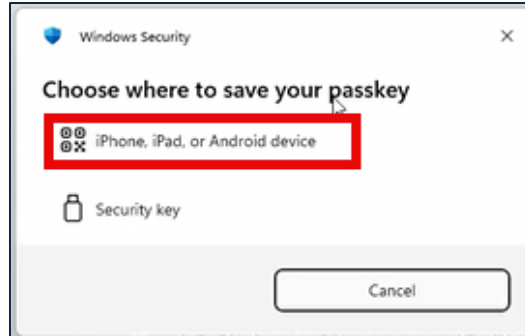 Windows Security
Choose where to save your passkey
iPhone, iPad, or Android device
Security key
Cancel